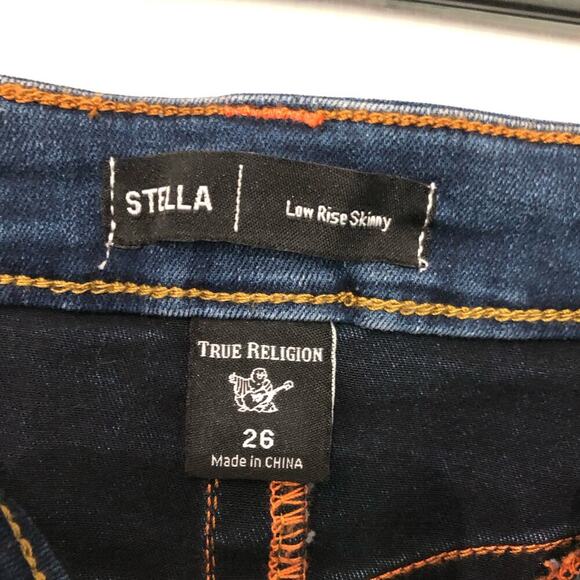 STELLA
Low Rise Skinny
TRUE RELIGION
26
Made in CHINA